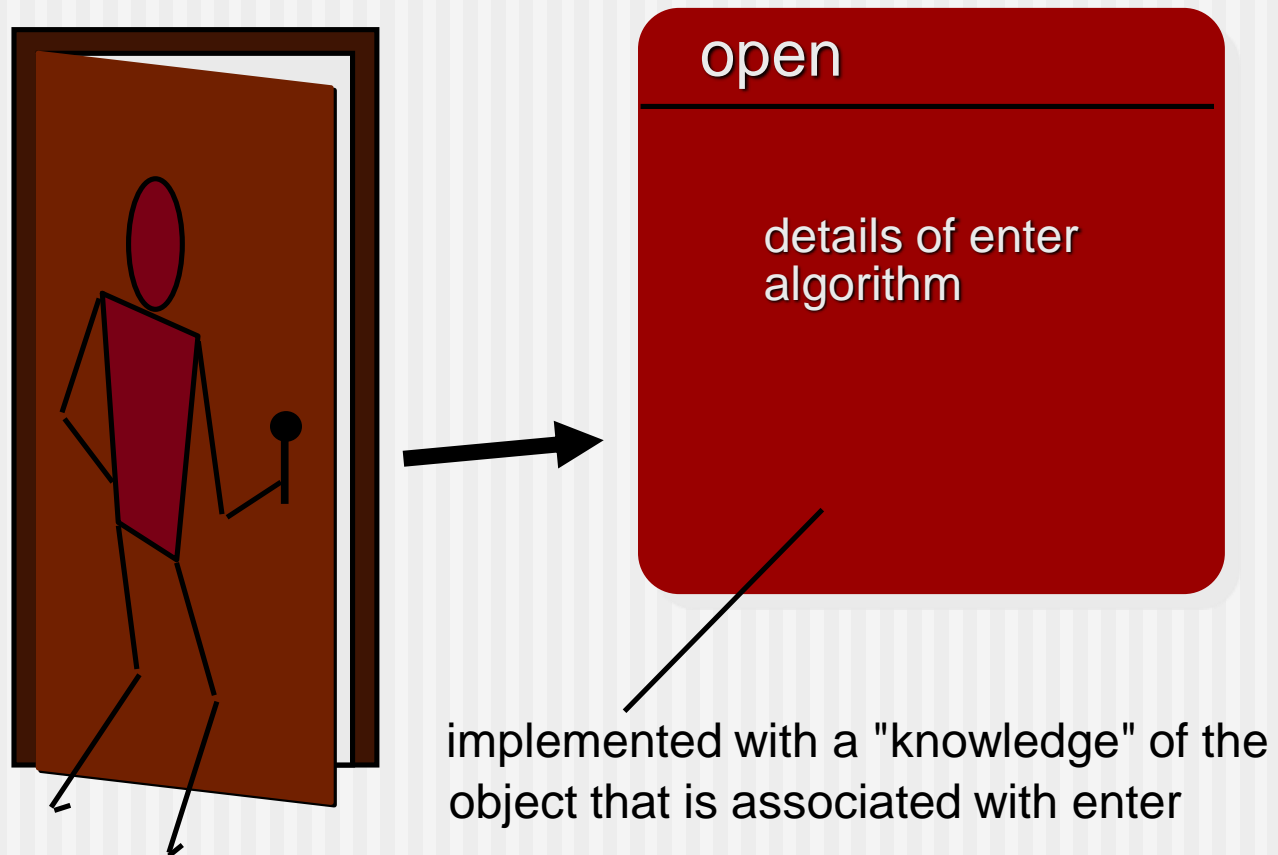 open
details of enter
algorithm
implemented with a "knowledge" of the
object that is associated with enter